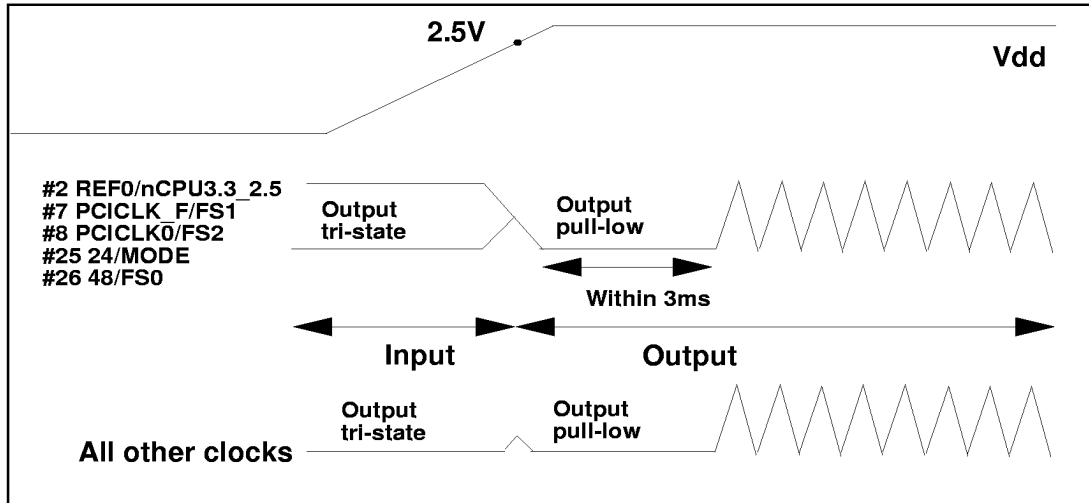 2.5V
Vdd
#2 REF0/nCPU3.3_2.5
#7 PCICLK_F/FS1
#8 PCICLK0/FS2
#25 24/MODE
#26 48/FS0
Output
tri-state
Output
pull-low
Within 3ms
Input
Output
Output
tri-state
Output
pull-low
All other clocks